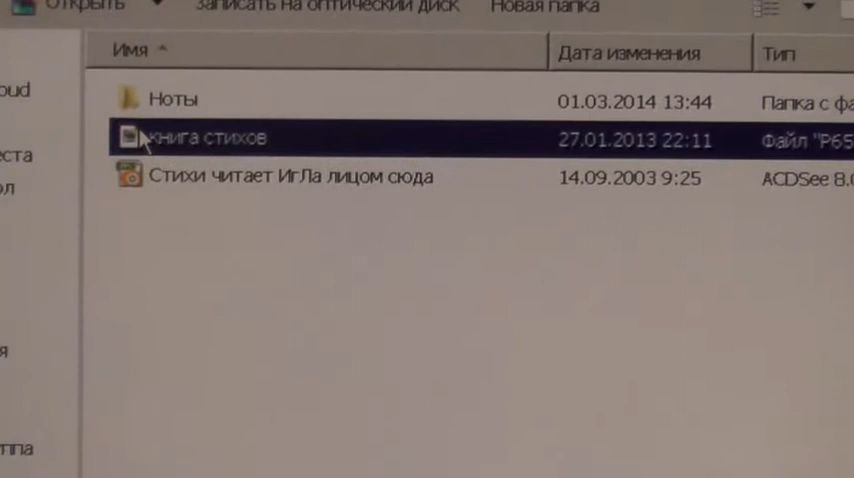 Открыть Записать на оптический диск Новая папка
Имя Дата изменения Тип
Ноты 01.03.2014 13:44 Папка с фа
книга стихов 27.01.2013 22:11 Файл "P65
Стихи читает ИгЛа лицом сюда 14.09.2003 9:25 ACDSee 8.0
oud
еста
ол
я
ппа